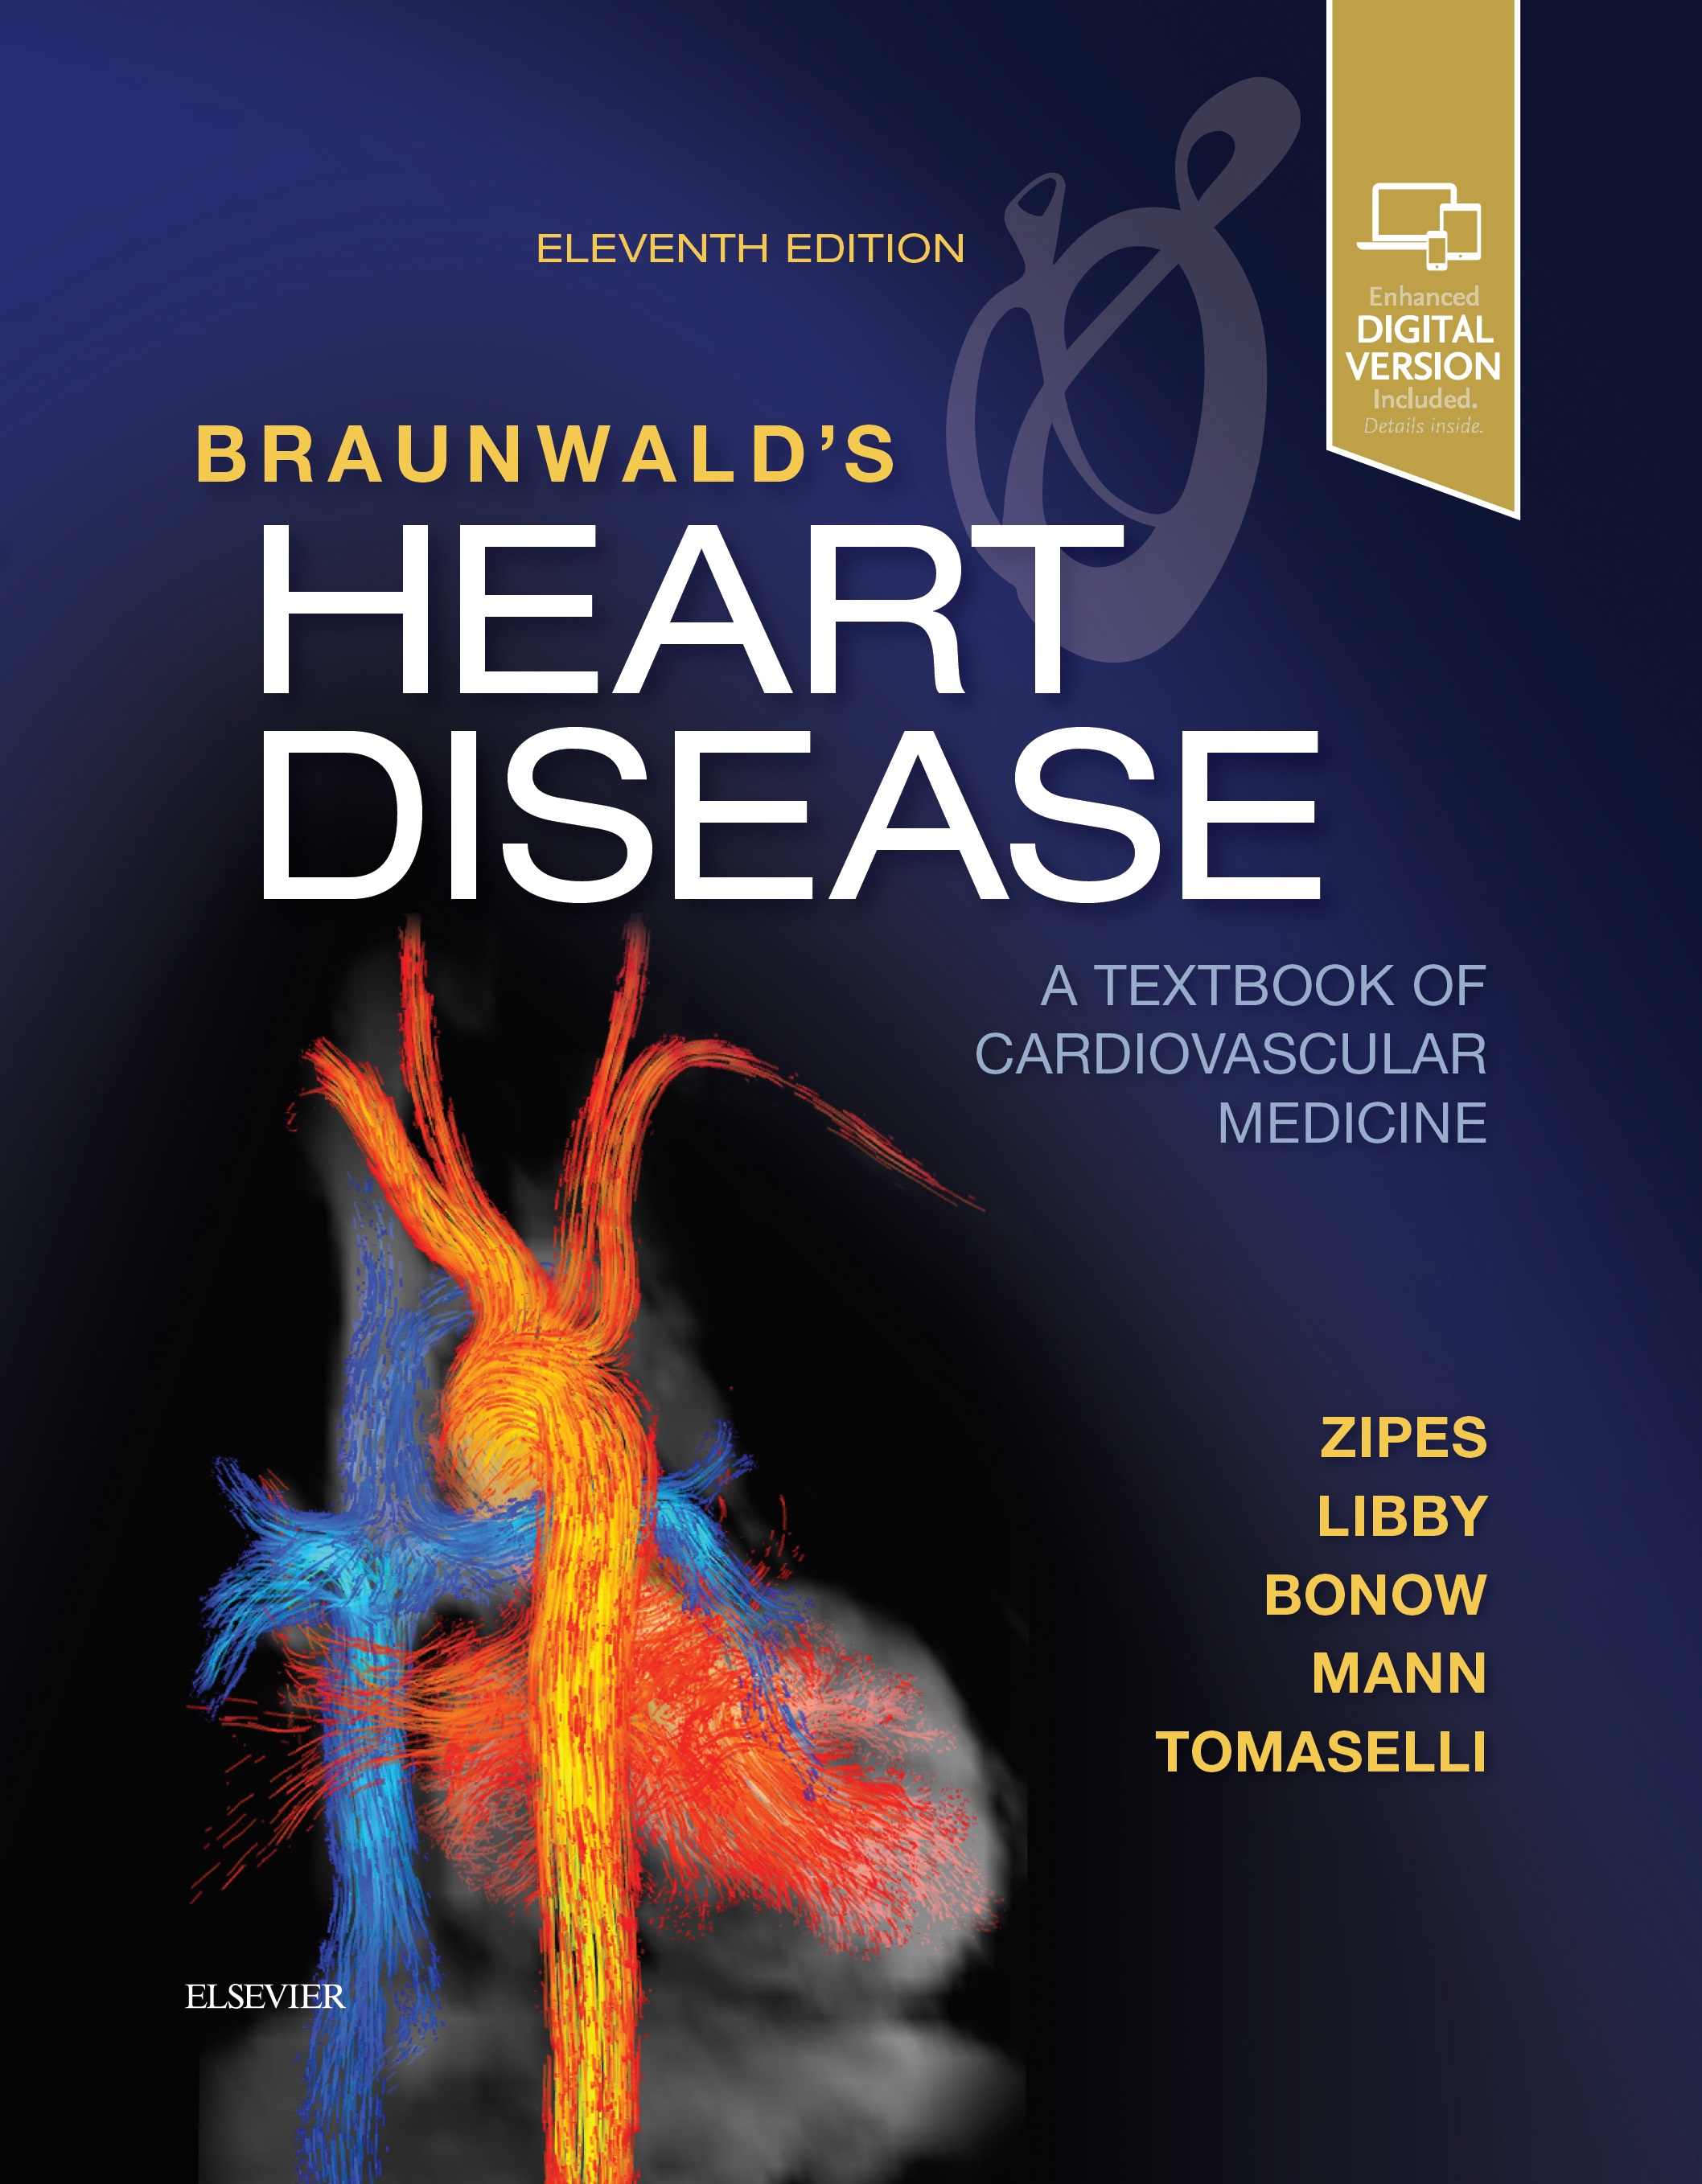 ELEVENTH EDITION
Enhanced
DIGITAL
VERSION
Included.
Details inside.
BRAUNWALD’S
HEART
DISEASE
A TEXTBOOK OF
CARDIOVASCULAR
MEDICINE
ZIPES
LIBBY
BONOW
MANN
TOMASELLI
ELSEVIER